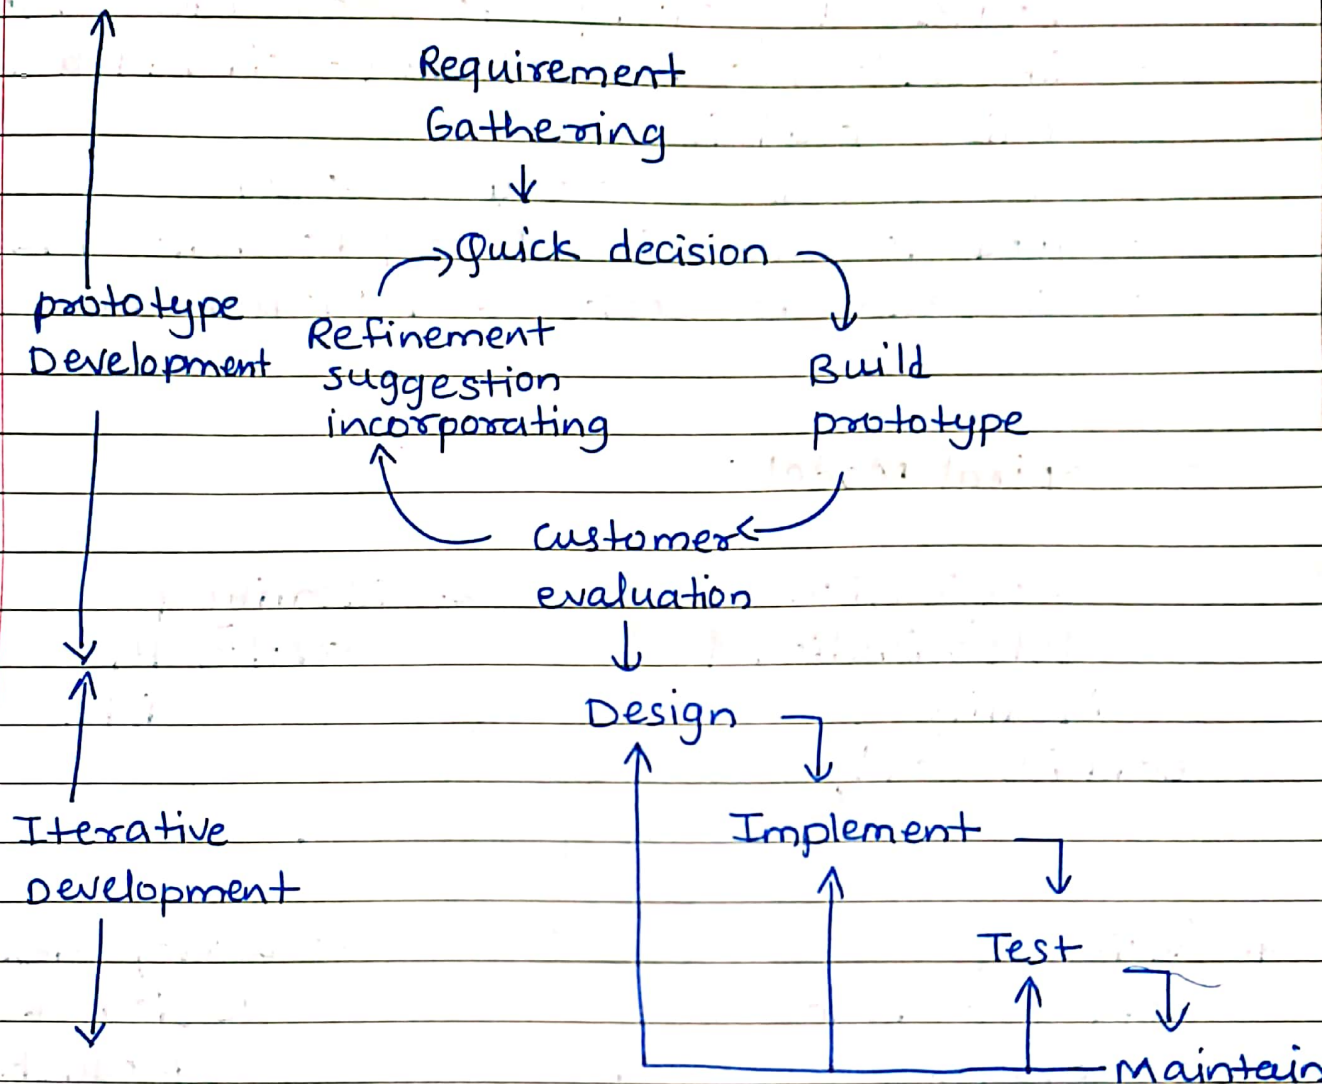 Requirement
Gathering
Quick decision
prototype
Development
Refinement
suggestion
incorporating
Build
prototype
customer
evaluation
Design
Iterative
Development
Implement
Test
Maintain